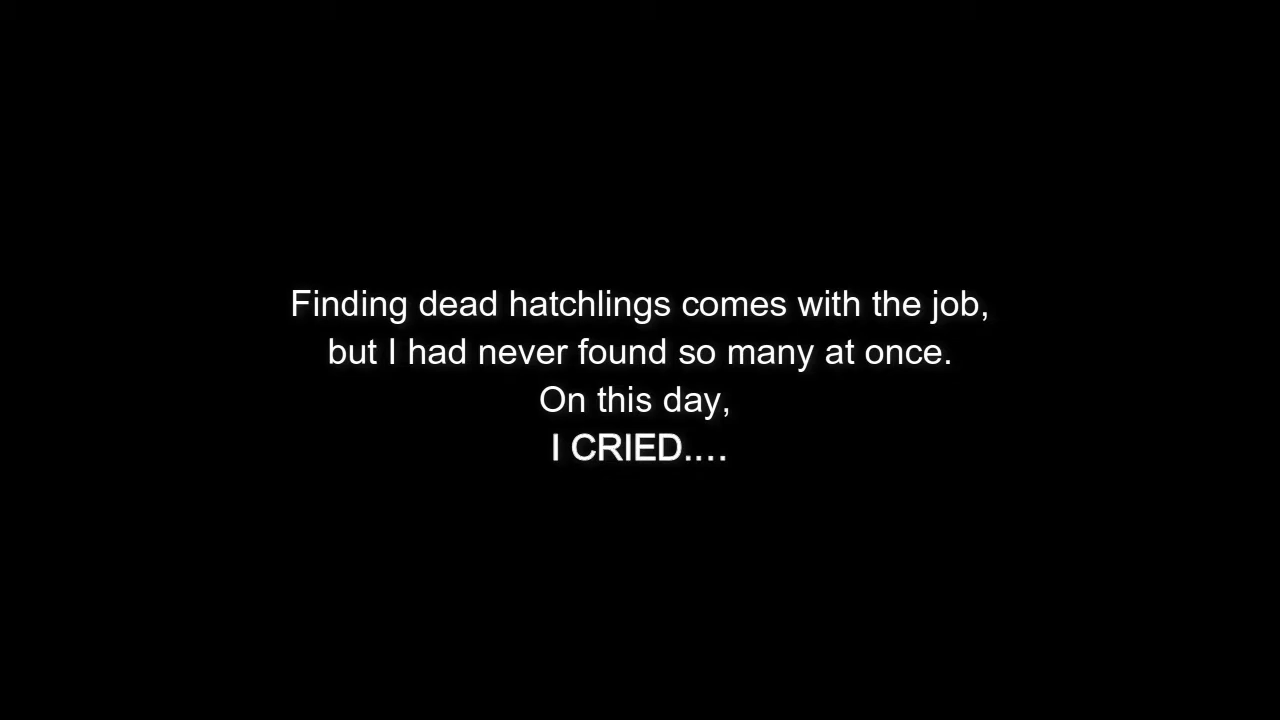 Finding dead hatchlings comes with the job,
but I had never found so many at once.
On this day,
I CRIED....